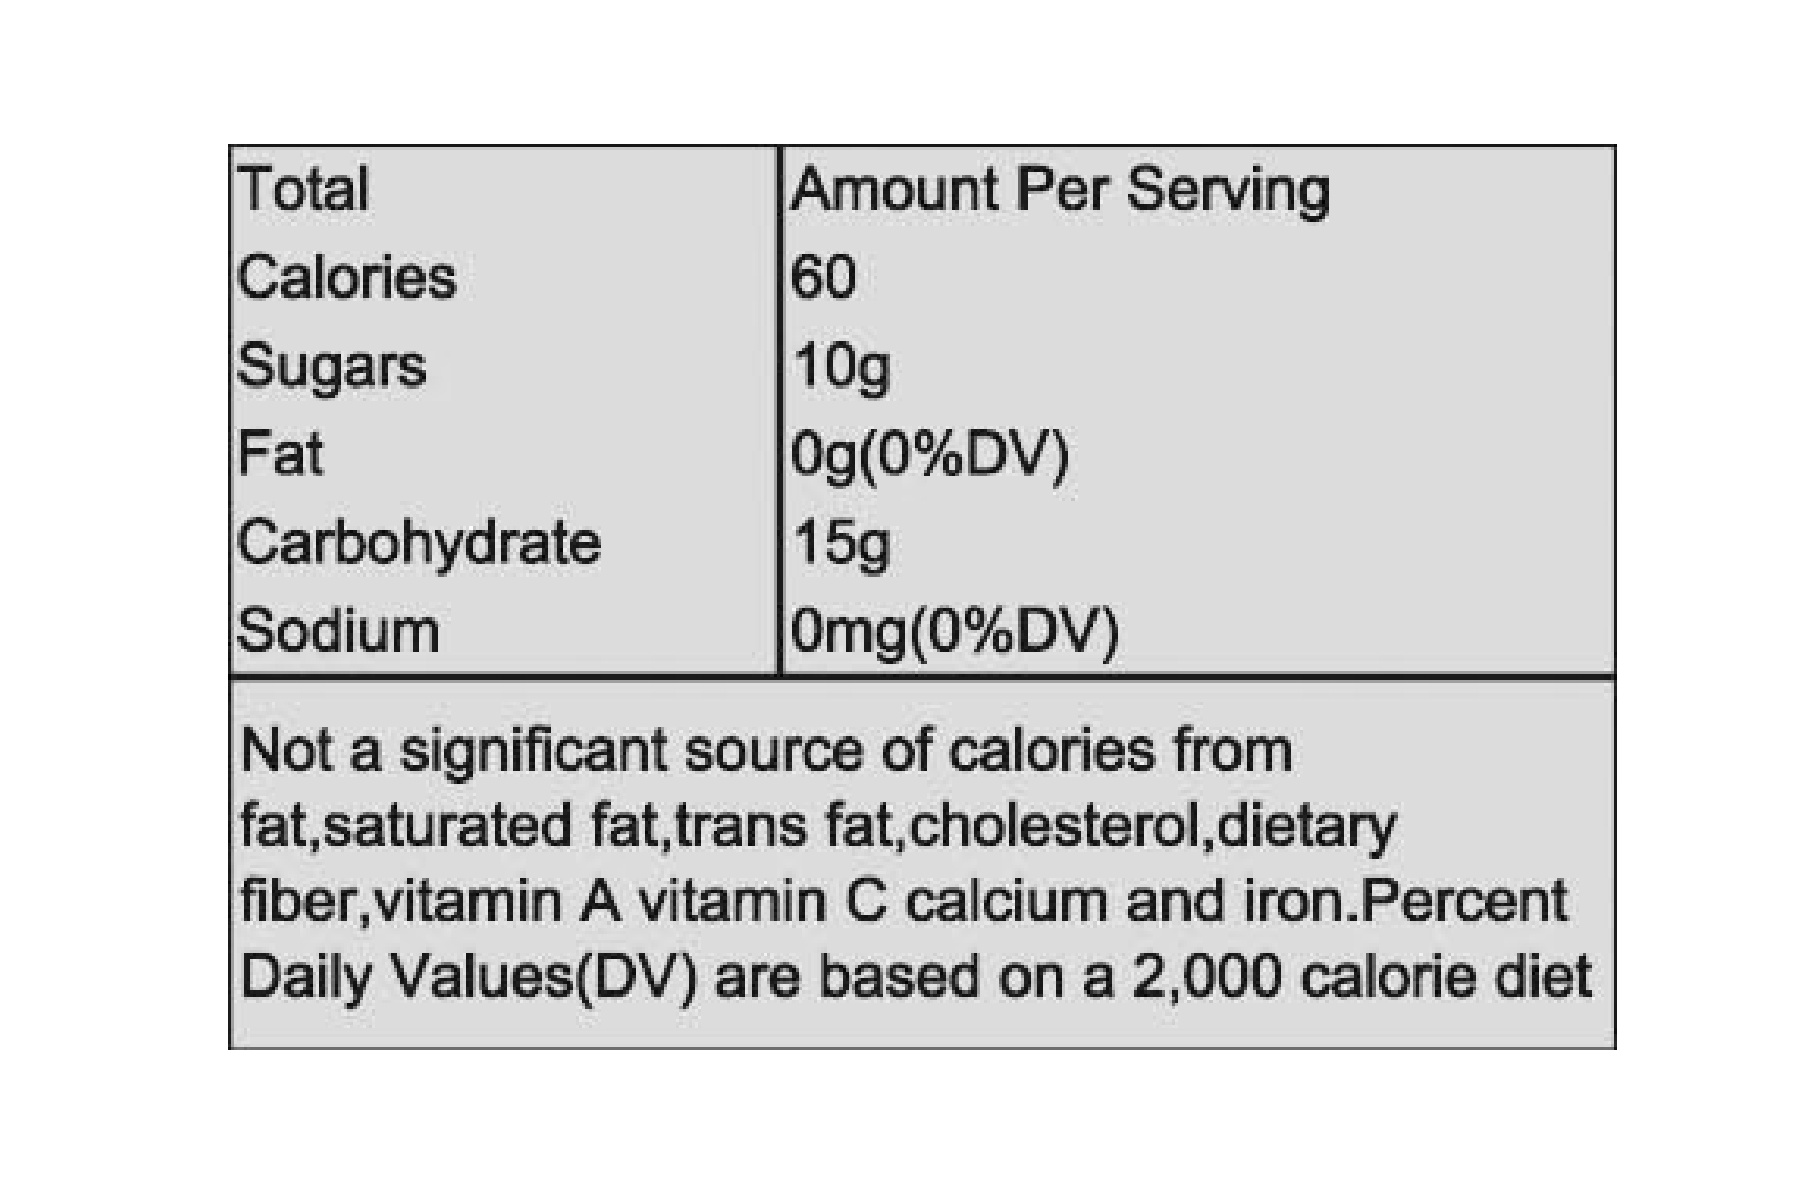 Total Amount Per Serving
Calories 60
Sugars 10g
Fat 0g(0%DV)
Carbohydrate 15g
Sodium 0mg(0%DV)
Not a significant source of calories from
fat,saturated fat,trans fat,cholesterol,dietary
fiber,vitamin A vitamin C calcium and iron.Percent
Daily Values(DV) are based on a 2,000 calorie diet